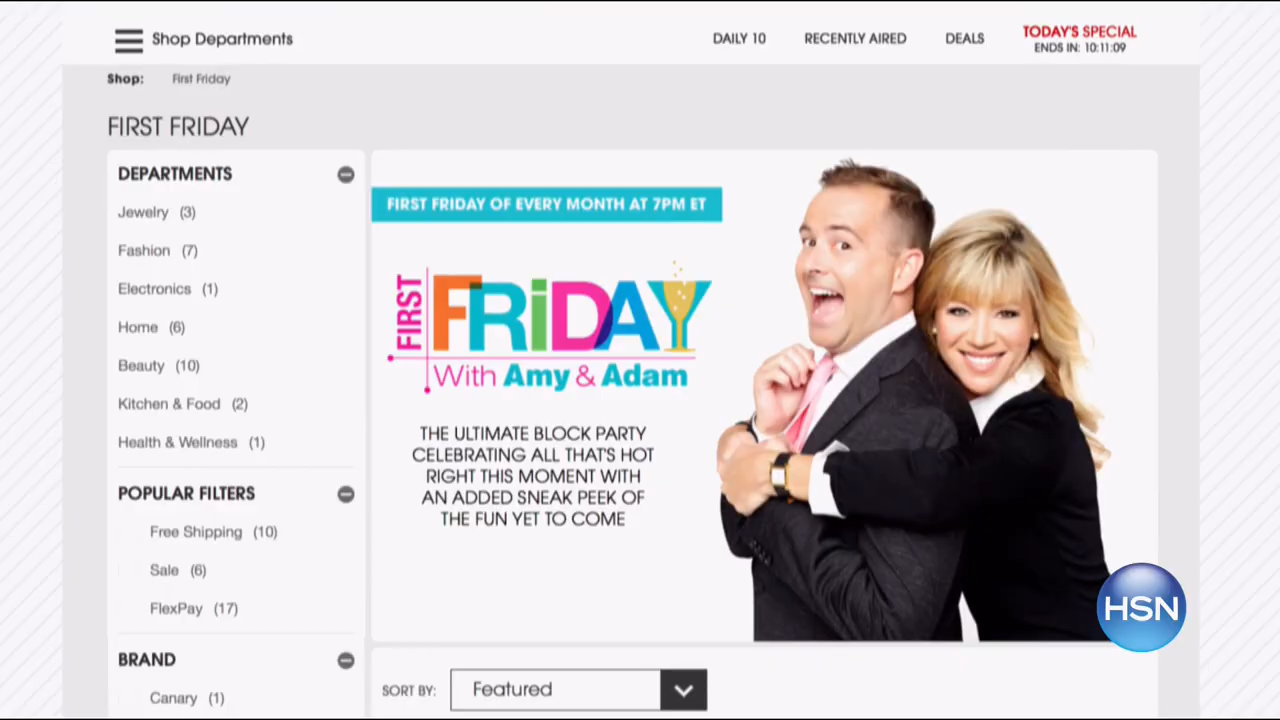 Shop Departments
DAILY 10
RECENTLY AIRED
DEALS
TODAY'S SPECIAL
ENDS IN: 10:11:09
Shop: First Friday
FIRST FRIDAY
DEPARTMENTS
Jewelry (3)
Fashion (7)
Electronics (1)
Home (6)
Beauty (10)
Kitchen & Food (2)
Health & Wellness (1)
POPULAR FILTERS
Free Shipping (10)
Sale (6)
FlexPay (17)
BRAND
Canary (1)
FIRST FRIDAY OF EVERY MONTH AT 7PM ET
FIRST
FRiDAY
With Amy & Adam
THE ULTIMATE BLOCK PARTY
CELEBRATING ALL THAT'S HOT
RIGHT THIS MOMENT WITH
AN ADDED SNEAK PEEK OF
THE FUN YET TO COME
HSN
SORT BY: Featured